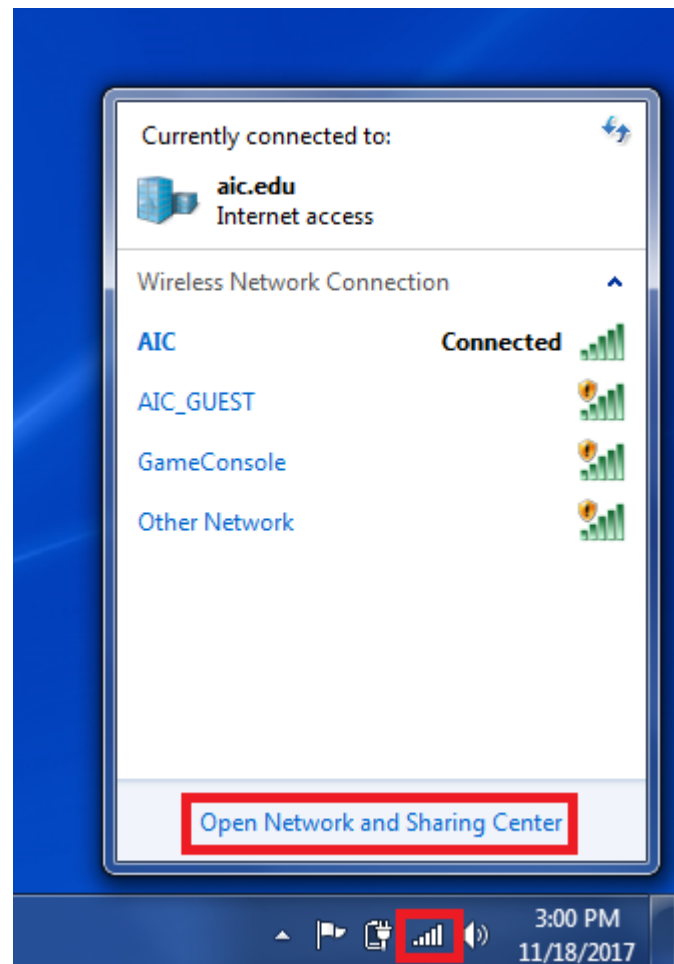 Currently connected to:
aic.edu
Internet access
Wireless Network Connection
AIC Connected
AIC_GUEST
GameConsole
Other Network
Open Network and Sharing Center
3:00 PM
11/18/2017